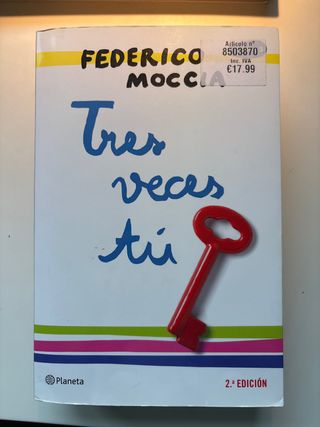 FEDERICO
MOCCIA
Artículo nº
8503870
Inc. IVA
€17.99
Tres
veces
tú
Planeta
2.ª EDICIÓN